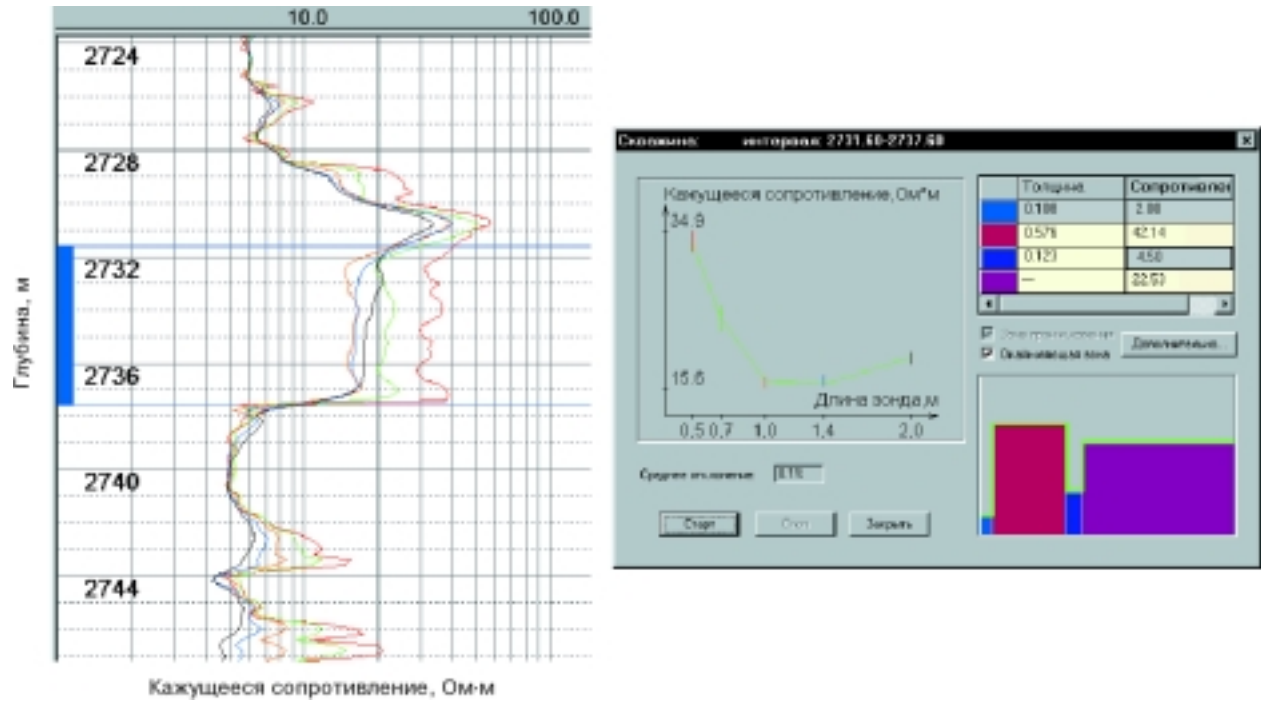 10.0 100.0
2724
2728
2732
2736
2740
2744
Глубина, м
Кажущееся сопротивление, Ом·м
Скважина: интервал: 2731.60-2737.60
Кажущееся сопротивление, Ом*м
34.9
15.6
Длина зонда, м
0.5 0.7 1.0 1.4 2.0
Среднее отклонение
Старт Стоп Закрыть
Толщина Сопротивлен
0.108 2.00
0.576 42.14
0.123 4.50
—
Окаймляющая зона
Дополнительно...